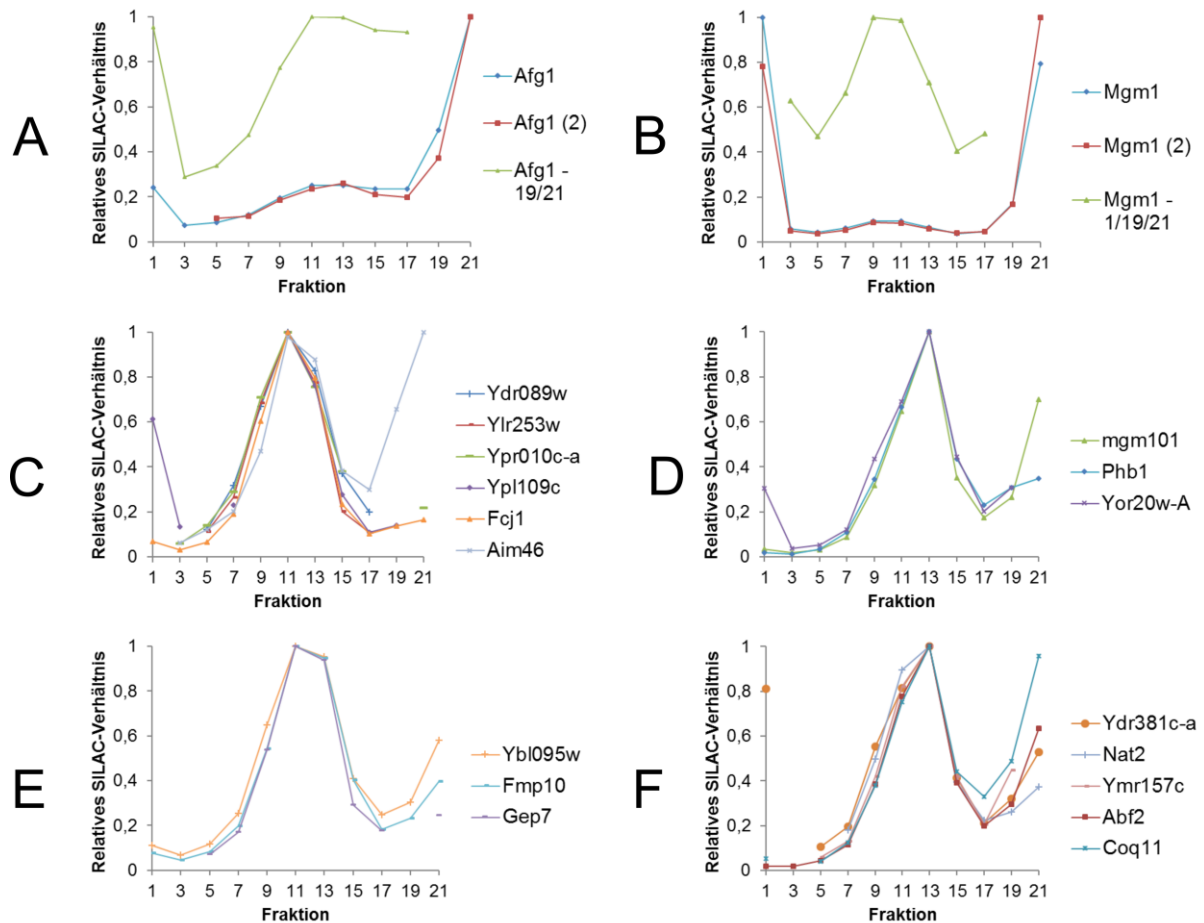 A
Relatives SILAC-Verhältnis
1
0,8
0,6
0,4
0,2
0
1 3 5 7 9 11 13 15 17 19 21
Fraktion
Afg1
Afg1 (2)
Afg1 -
19/21
B
Relatives SILAC-Verhältnis
1
0,8
0,6
0,4
0,2
0
1 3 5 7 9 11 13 15 17 19 21
Fraktion
Mgm1
Mgm1 (2)
Mgm1 -
1/19/21
C
Relatives SILAC-Verhältnis
1
0,8
0,6
0,4
0,2
0
1 3 5 7 9 11 13 15 17 19 21
Fraktion
Ydr089w
Ylr253w
Ypr010c-a
Ypl109c
Fcj1
Aim46
D
Relatives SILAC-Verhältnis
1
0,8
0,6
0,4
0,2
0
1 3 5 7 9 11 13 15 17 19 21
Fraktion
mgm101
Phb1
Yor20w-A
E
Relatives SILAC-Verhältnis
1
0,8
0,6
0,4
0,2
0
1 3 5 7 9 11 13 15 17 19 21
Fraktion
Ybl095w
Fmp10
Gep7
F
Relatives SILAC-Verhältnis
1
0,8
0,6
0,4
0,2
0
1 3 5 7 9 11 13 15 17 19 21
Fraktion
Ydr381c-a
Nat2
Ymr157c
Abf2
Coq11